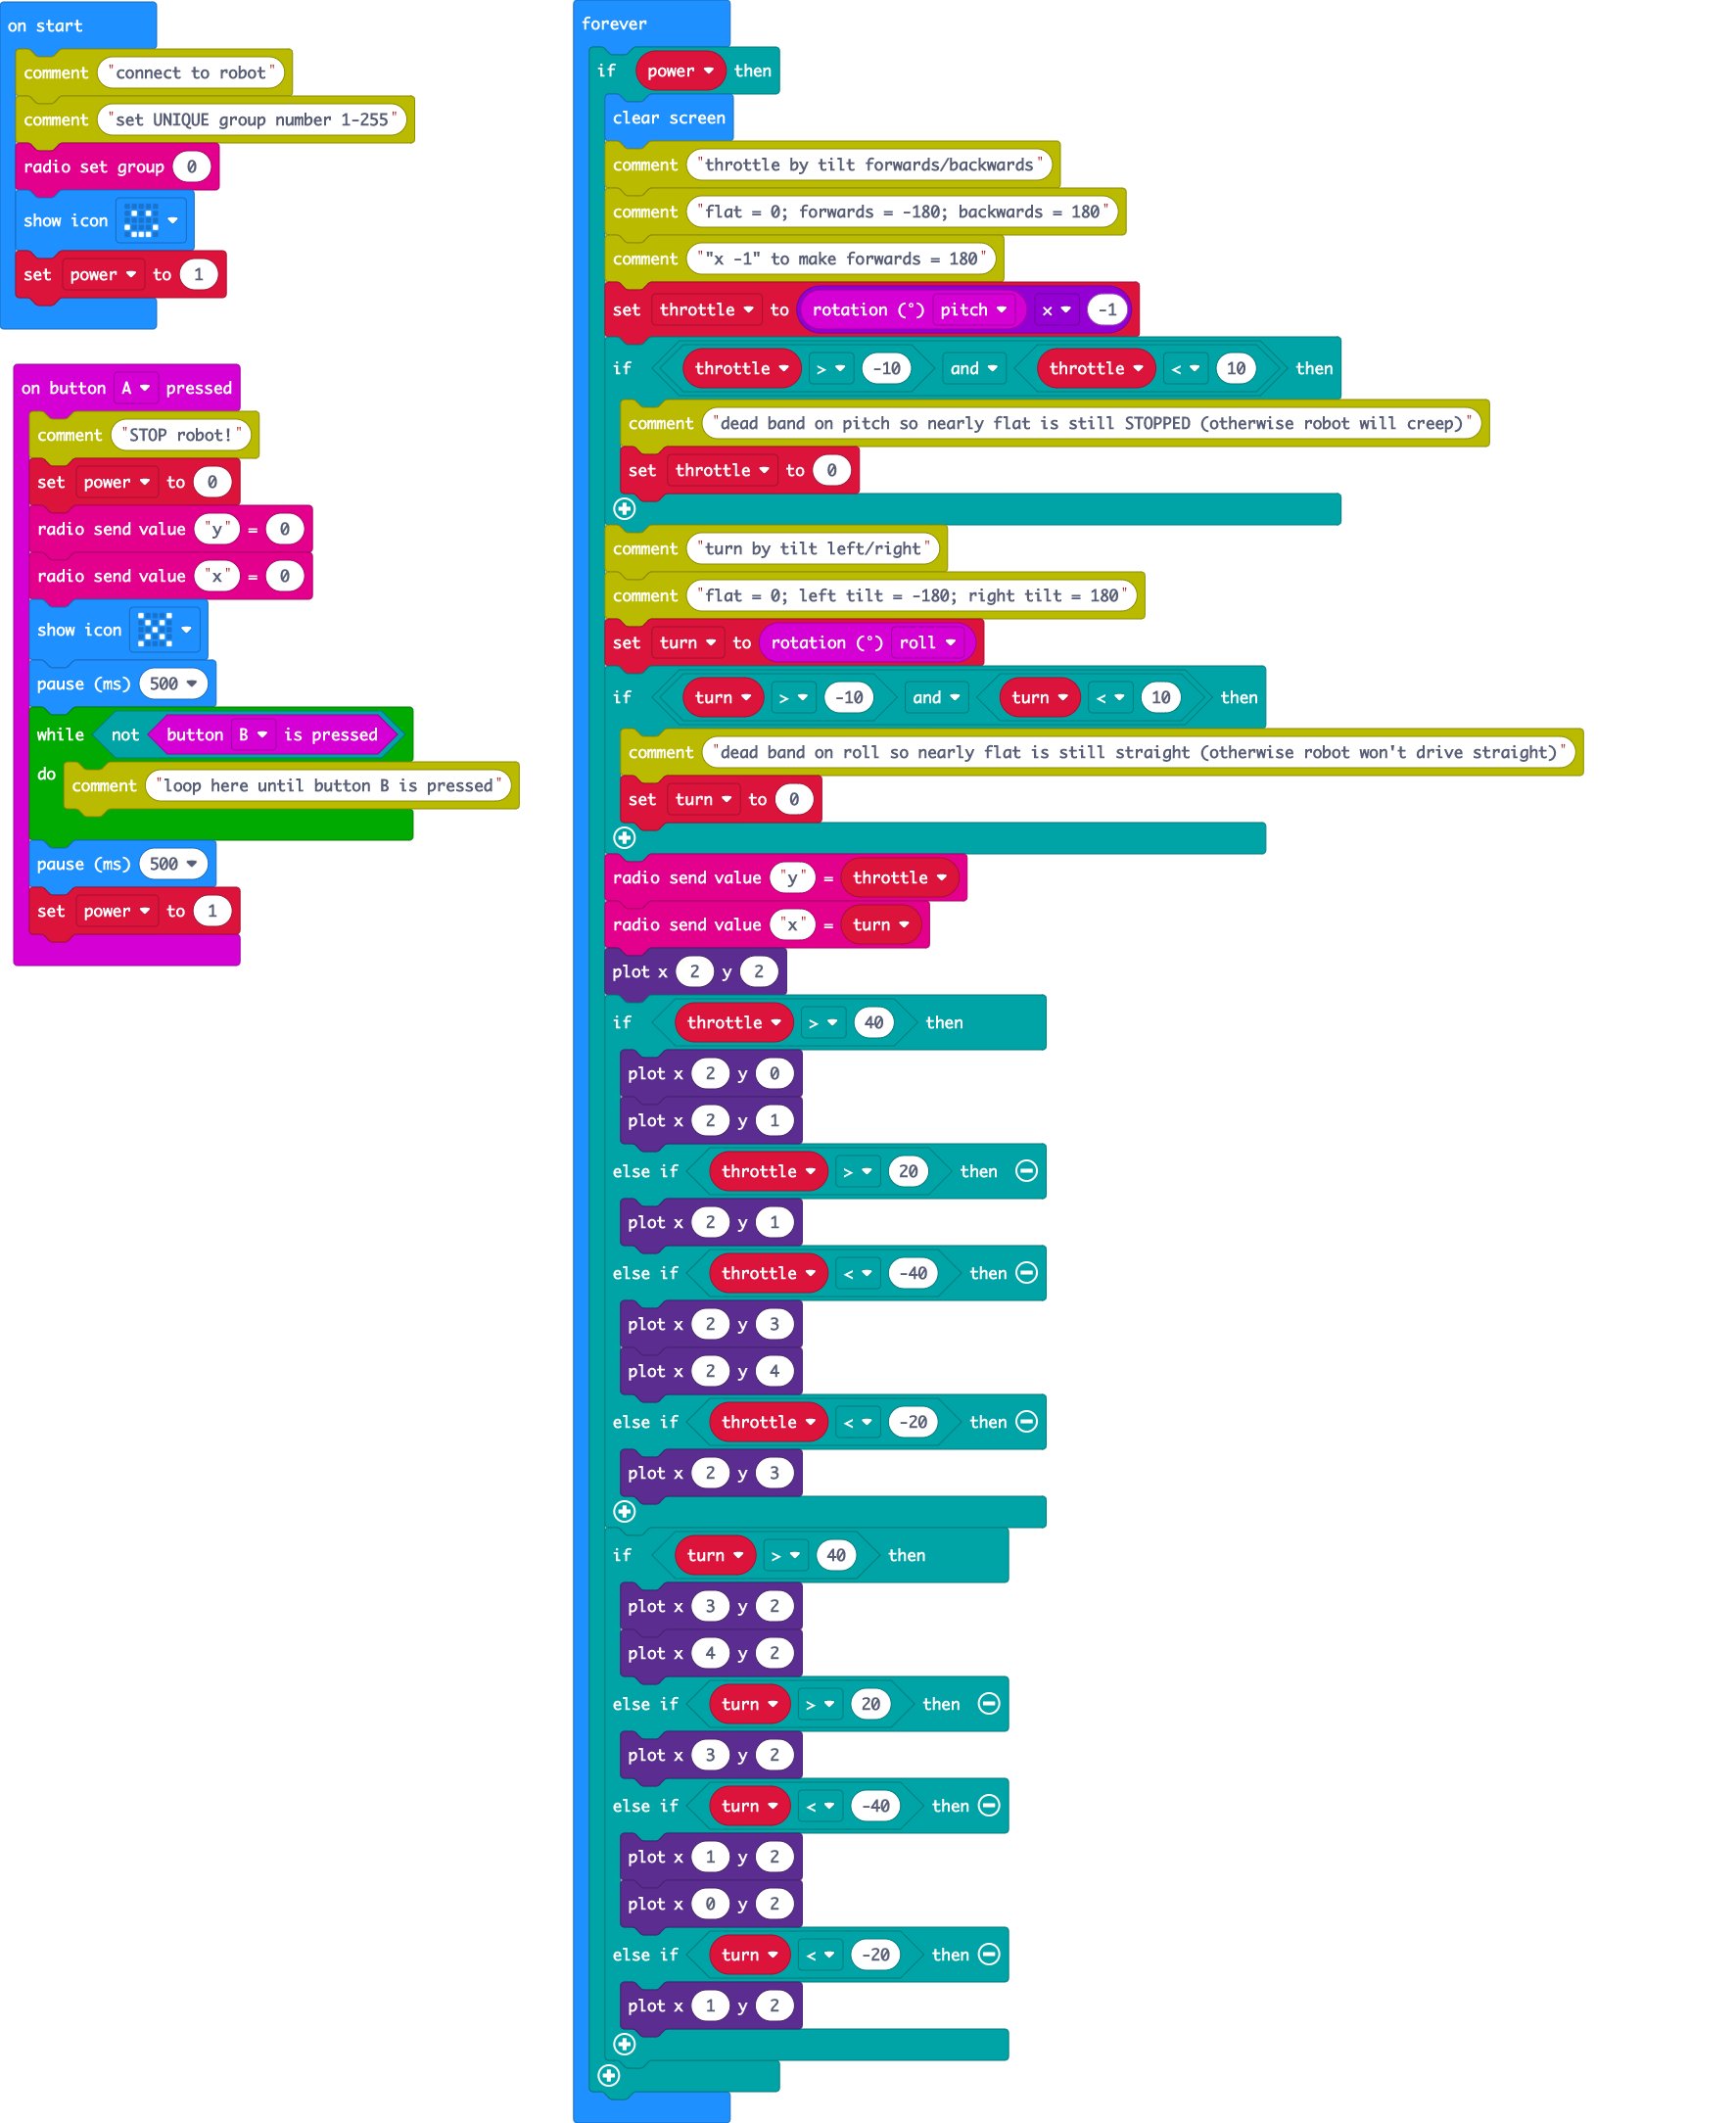 on start
comment "connect to robot"
comment "set UNIQUE group number 1-255"
radio set group 0
show icon
set power to 1
on button A pressed
comment "STOP robot!"
set power to 0
radio send value "y" = 0
radio send value "x" = 0
show icon
pause (ms) 500
while not button B is pressed
do comment "loop here until button B is pressed"
pause (ms) 500
set power to 1
forever
if power then
clear screen
comment "throttle by tilt forwards/backwards"
comment "flat = 0; forwards = -180; backwards = 180"
comment ""x -1" to make forwards = 180"
set throttle to rotation (°) pitch x -1
if throttle > -10 and throttle < 10 then
comment "dead band on pitch so nearly flat is still STOPPED (otherwise robot will creep)"
set throttle to 0
comment "turn by tilt left/right"
comment "flat = 0; left tilt = -180; right tilt = 180"
set turn to rotation (°) roll
if turn > -10 and turn < 10 then
comment "dead band on roll so nearly flat is still straight (otherwise robot won't drive straight)"
set turn to 0
radio send value "y" = throttle
radio send value "x" = turn
plot x 2 y 2
if throttle > 40 then
plot x 2 y 0
plot x 2 y 1
else if throttle > 20 then
plot x 2 y 1
else if throttle < -40 then
plot x 2 y 3
plot x 2 y 4
else if throttle < -20 then
plot x 2 y 3
if turn > 40 then
plot x 3 y 2
plot x 4 y 2
else if turn > 20 then
plot x 3 y 2
else if turn < -40 then
plot x 1 y 2
plot x 0 y 2
else if turn < -20 then
plot x 1 y 2